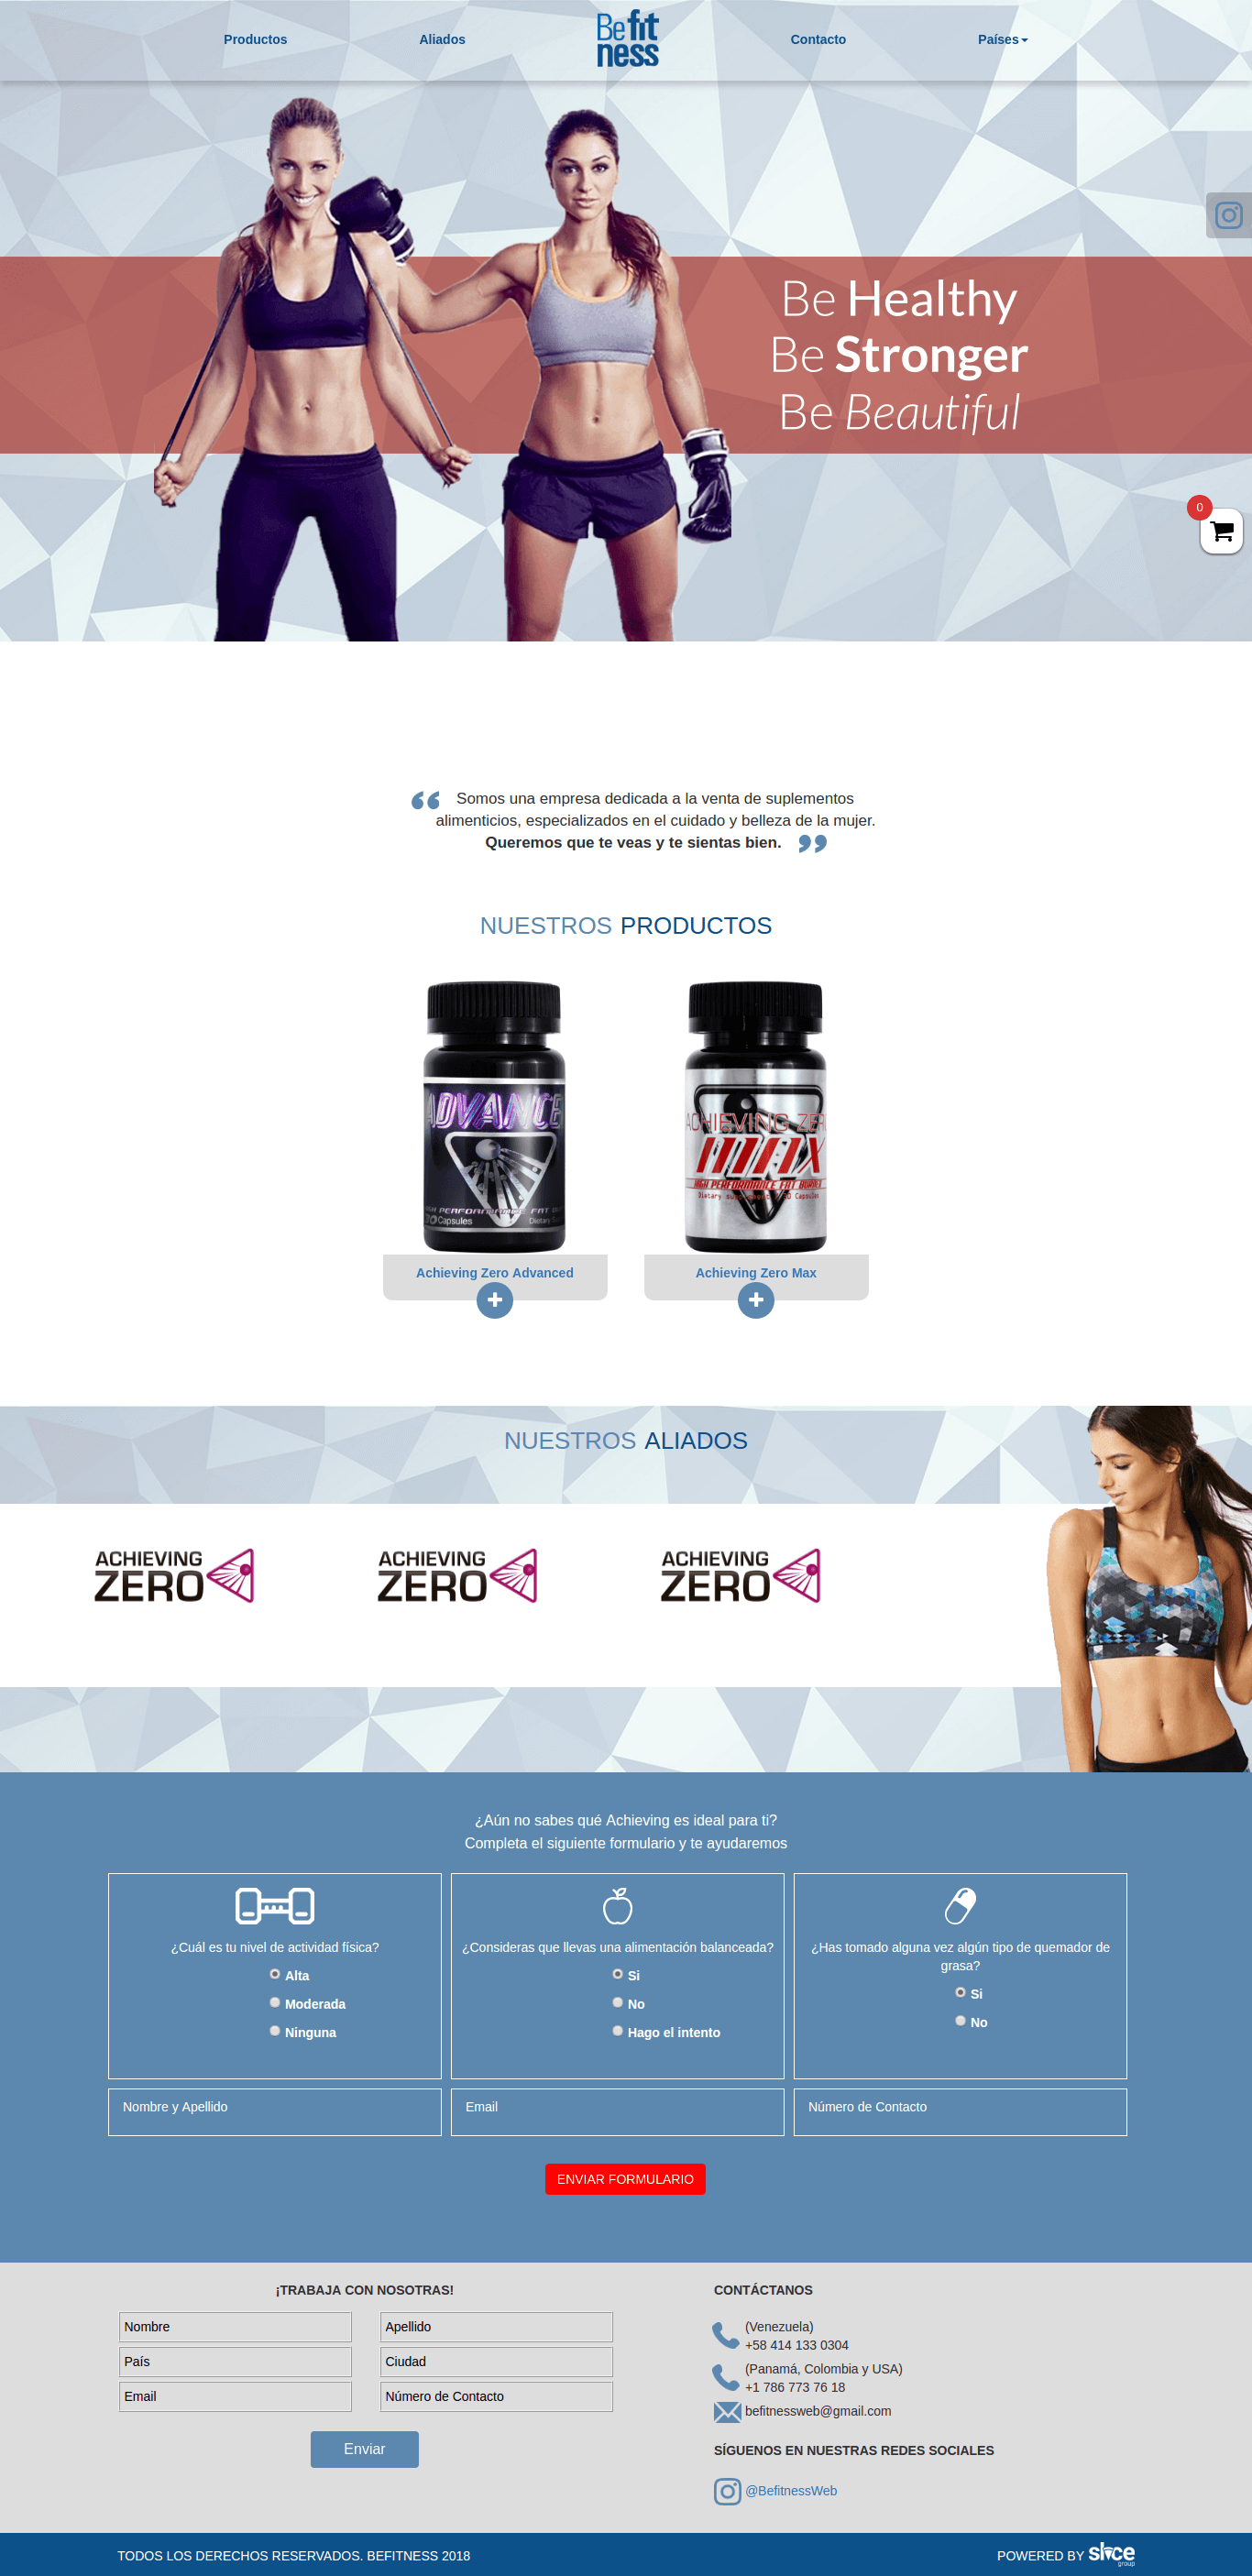 Productos
Aliados
Be fit
ness
Contacto
Países
Be Healthy
Be Stronger
Be Beautiful
0
Somos una empresa dedicada a la venta de suplementos
alimenticios, especializados en el cuidado y belleza de la mujer.
Queremos que te veas y te sientas bien.
NUESTROS PRODUCTOS
ADVANCE
HIGH PERFORMANCE FAT
30 Capsules
Dietary
ACHIEVING ZERO
MAX
HIGH PERFORMANCE FAT BURNER
Dietary supplement
Capsules
Achieving Zero Advanced
Achieving Zero Max
NUESTROS ALIADOS
ACHIEVING
ZERO
ACHIEVING
ZERO
ACHIEVING
ZERO
¿Aún no sabes qué Achieving es ideal para ti?
Completa el siguiente formulario y te ayudaremos
¿Cuál es tu nivel de actividad física?
Alta
Moderada
Ninguna
¿Consideras que llevas una alimentación balanceada?
Si
No
Hago el intento
¿Has tomado alguna vez algún tipo de quemador de
grasa?
Si
No
Nombre y Apellido
Email
Número de Contacto
ENVIAR FORMULARIO
¡TRABAJA CON NOSOTRAS!
Nombre
Apellido
País
Ciudad
Email
Número de Contacto
Enviar
CONTÁCTANOS
(Venezuela)
+58 414 133 0304
(Panamá, Colombia y USA)
+1 786 773 76 18
befitnessweb@gmail.com
SÍGUENOS EN NUESTRAS REDES SOCIALES
@BefitnessWeb
TODOS LOS DERECHOS RESERVADOS. BEFITNESS 2018
POWERED BY slice
group